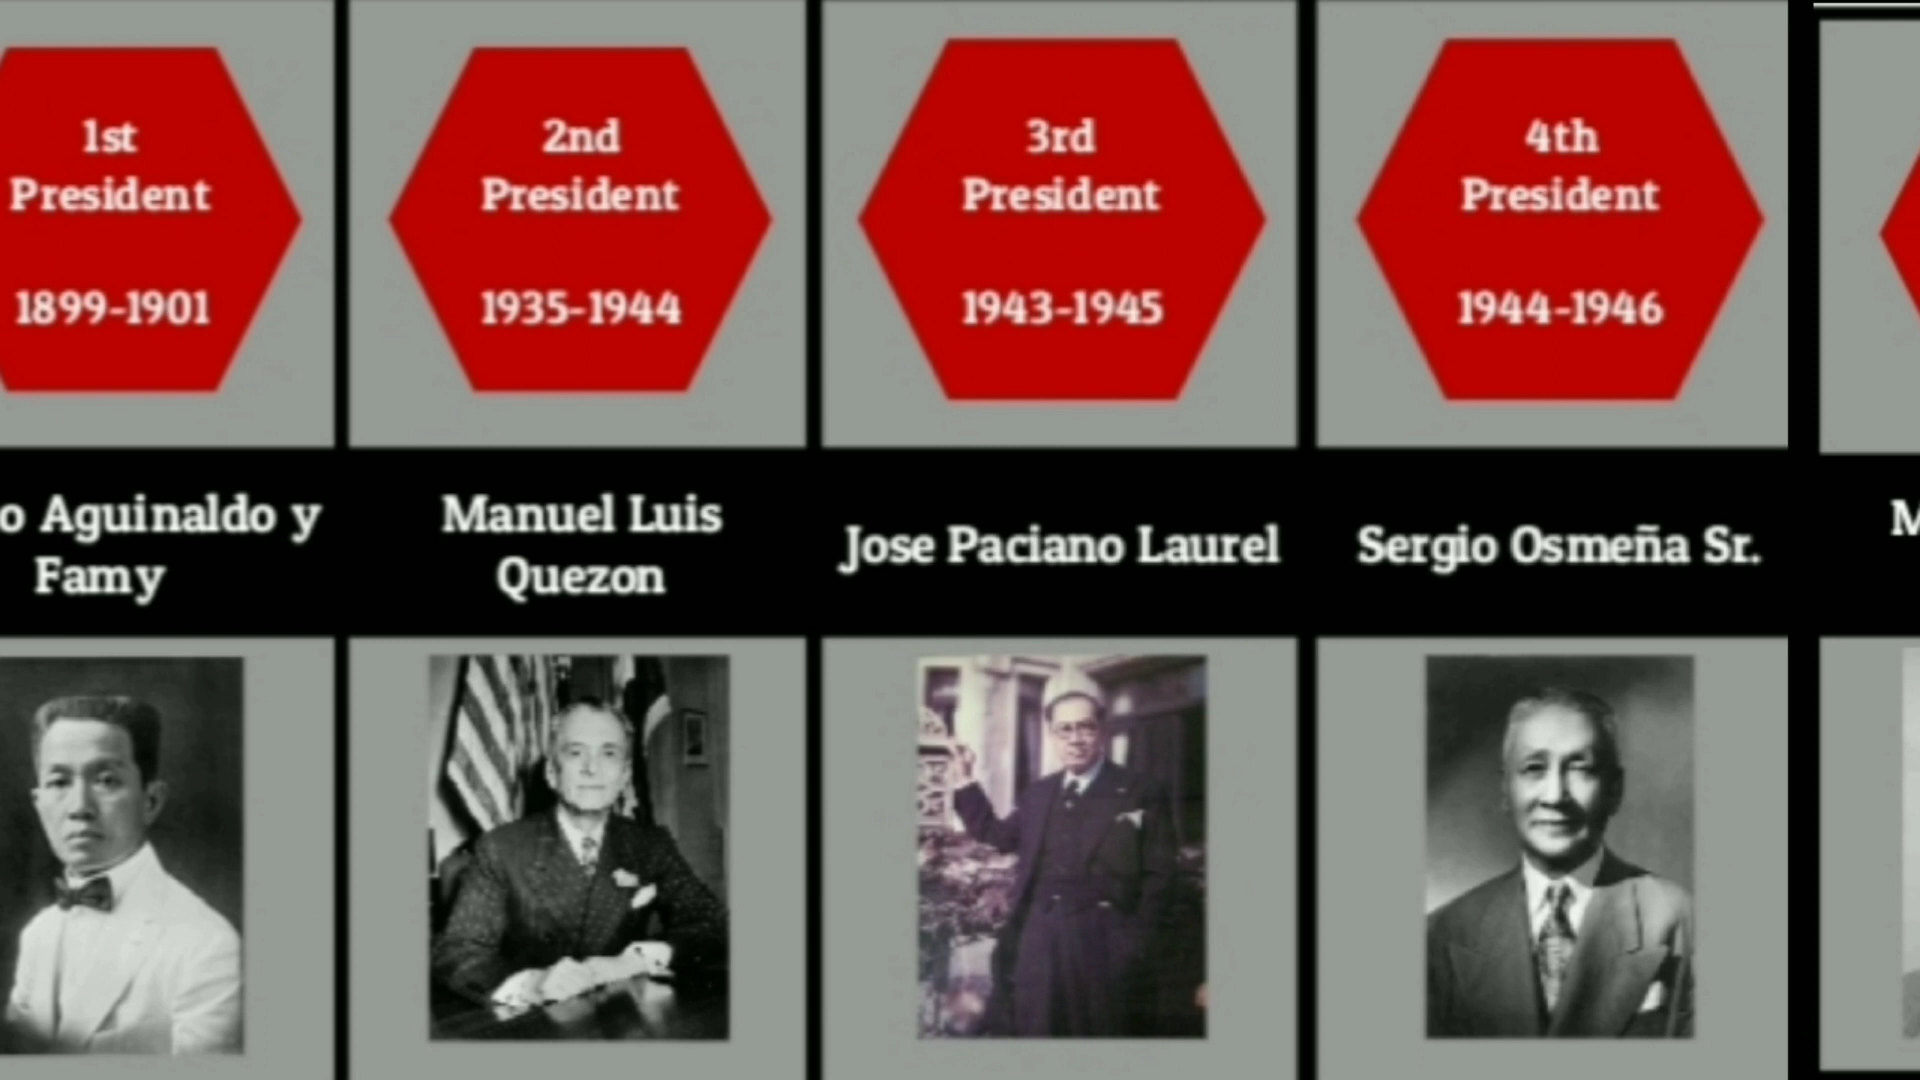 1st
President
1899-1901
2nd
President
1935-1944
3rd
President
1943-1945
4th
President
1944-1946
o Aguinaldo y
Famy
Manuel Luis
Quezon
Jose Paciano Laurel
Sergio Osmeña Sr.
M